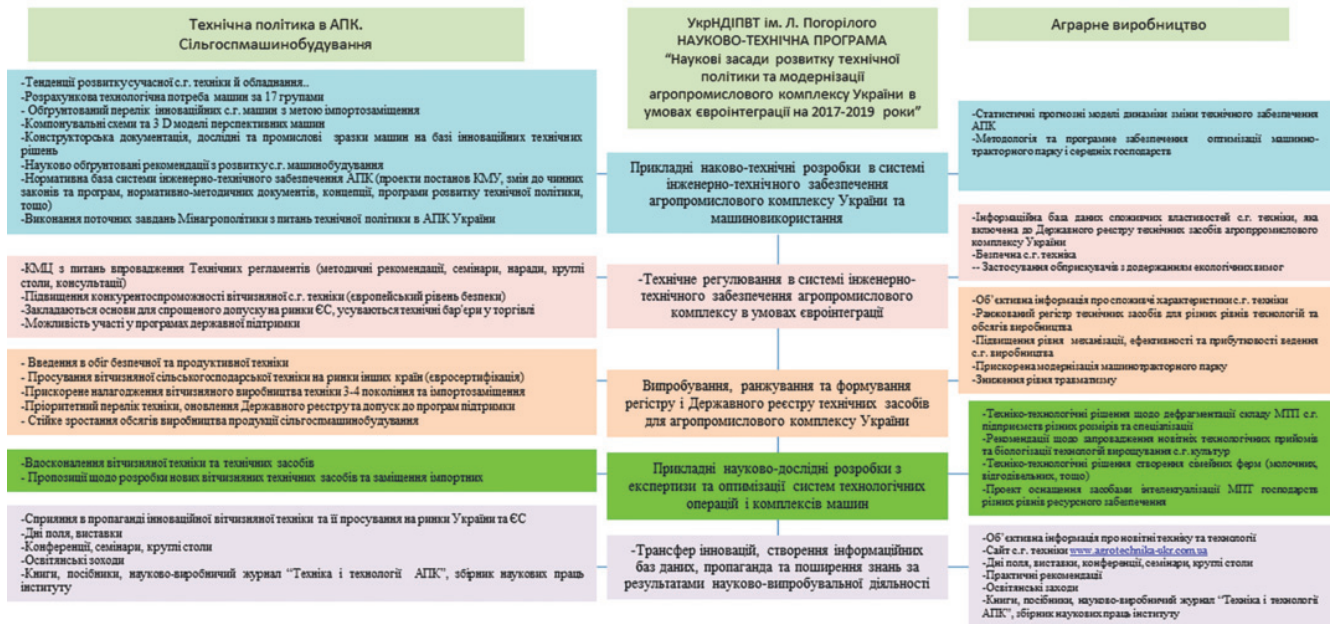 Технічна політика в АПК.
Сільгоспмашинобудування
-Тенденції розвитку сучасної с.г. техніки й обладнання..
-Розрахункова технологічна потреба машин за 17 групами
- Обґрунтований перелік інноваційних с.г. машин з метою імпортозаміщення
-Компонувальні схеми та 3 D моделі перспективних машин
-Конструкторська документація, дослідні та промислові зразки машин на базі інноваційних технічних
рішень
-Науково обґрунтовані рекомендації з розвитку с.г. машинобудування
-Нормативна база системи інженерно-технічного забезпечення АПК (проекти постанов КМУ, змін до чинних
законів та програм, нормативно-методичних документів, концепції, програми розвитку технічної політики,
тощо)
-Виконання поточних завдань Мінагрополітики з питань технічної політики в АПК України
-КМЦ з питань впровадження Технічних регламентів (методичні рекомендації, семінари, наради, круглі
столи, консультації)
-Підвищення конкурентоспроможності вітчизняної с.г. техніки (європейський рівень безпеки)
-Закладаються основи для спрощеного допуску на ринки ЄС, усуваються технічні бар'єри у торгівлі
-Можливість участі у програмах державної підтримки
- Введення в обіг безпечної та продуктивної техніки
- Просування вітчизняної сільськогосподарської техніки на ринки інших країн (євросертифікація)
-Прискорене налагодження вітчизняного виробництва техніки 3-4 покоління та імпортозаміщення
-Пріоритетний перелік техніки, оновлення Державного реєстру та допуск до програм підтримки
- Стійке зростання обсягів виробництва продукції сільгоспмашинобудування
-Вдосконалення вітчизняної техніки та технічних засобів
- Пропозиції щодо розробки нових вітчизняних технічних засобів та заміщення імпортних
-Сприяння в пропаганді інноваційної вітчизняної техніки та її просування на ринки України та ЄС
-Дні поля, виставки
-Конференції, семінари, круглі столи
-Освітянські заходи
-Книги, посібники, науково-виробничий журнал "Техніка і технології АПК", збірник наукових праць
інституту
УкрНДІПВТ ім. Л. Погорілого
НАУКОВО-ТЕХНІЧНА ПРОГРАМА
"Наукові засади розвитку технічної
політики та модернізації
агропромислового комплексу України в
умовах євроінтеграції на 2017-2019 роки"
Прикладні наково-технічні розробки в системі
інженерно-технічного забезпечення
агропромислового комплексу України та
машиновикористання
-Технічне регулювання в системі інженерно-
технічного забезпечення агропромислового
комплексу в умовах євроінтеграції
Випробування, ранжування та формування
регістру і Державного реєстру технічних засобів
для агропромислового комплексу України
Прикладні науково-дослідні розробки з
експертизи та оптимізації систем технологічних
операцій і комплексів машин
-Трансфер інновацій, створення інформаційних
баз даних, пропаганда та поширення знань за
результатами науково-випробувальної діяльності
Аграрне виробництво
-Статистичні прогнозні моделі динаміки зміни технічного забезпечення
АПК
-Методологія та програмне забезпечення оптимізації машинно-
тракторного парку і середніх господарств
-Інформаційна база даних споживчих властивостей с.г. техніки, яка
включена до Державного реєстру технічних засобів агропрромислового
комплексу України
-Безпечна с.г. техніка
-- Застосування обприскувачів з додержанням екологічних вимог
-Об'єктивна інформація про споживчі характеристики с.г. техніки
-Ранжований регістр технічних засобів для різних рівнів технологій та
обсягів виробництва
-Підвищення рівня механізації, ефективності та прибутковості ведення
с.г. виробництва
-Прискорена модернізація машинотракторного парку
-Зниження рівня травматизму
-Техніко-технологічні рішення щодо дефрагментації складу МТП с.г.
підприємств різних розмірів та спеціалізації
-Рекомендації щодо запровадження новітніх технологічних прийомів
та біологізації технологій вирощування с.г. культур
-Техніко-технологічні рішення створення сімейних ферм (молочних,
відгодівельних, тощо)
-Проект оснащення засобами інтелектуалізації МТП господарств
різних рівнів ресурсного забезпечення
-Об'єктивна інформація про новітні техніку та технології
-Сайт с.г. техніки www.agrotechnika-ukr.com.ua
-Дні поля, виставки, конференції, семінари, круглі столи
-Практичні рекомендації
-Освітянські заходи
-Книги, посібники, науково-виробничий журнал "Техніка і технології
АПК", збірник наукових праць інституту